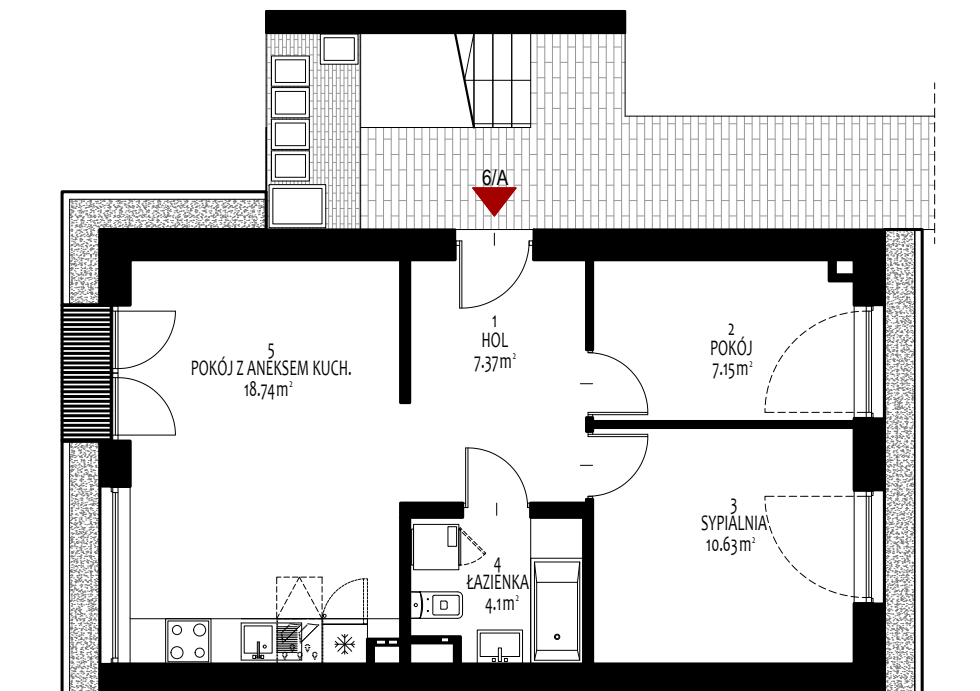 6/A
1
HOL
7.37m²
2
POKÓJ
7.15m²
5
POKÓJ Z ANEKSEM KUCH.
18.74m²
3
SYPIALNIA
10.63m²
4
ŁAZIENKA
4.1m²